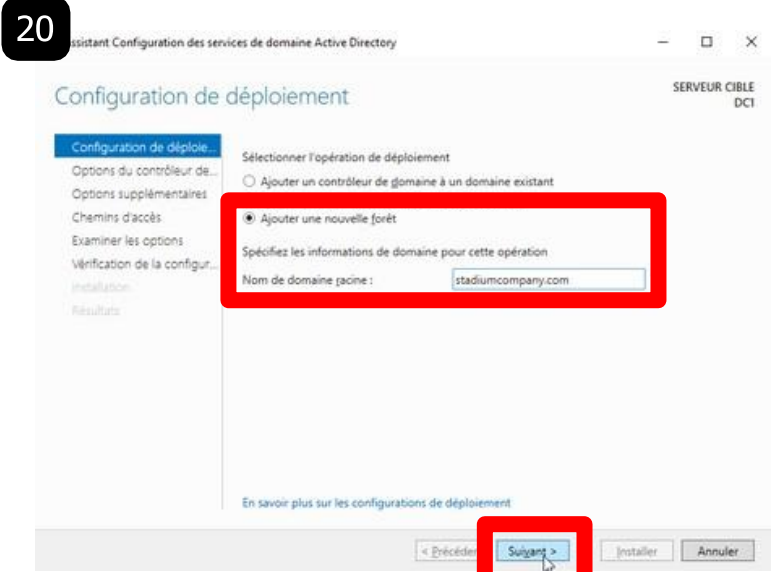 20
ssistant Configuration des services de domaine Active Directory
Configuration de déploiement
SERVEUR CIBLE
DC1
Configuration de déploie...
Options du contrôleur de...
Options supplémentaires
Chemins d'accès
Examiner les options
Vérification de la configur...
Installation
Résultats
Sélectionner l'opération de déploiement
Ajouter un contrôleur de domaine à un domaine existant
Ajouter une nouvelle forêt
Spécifiez les informations de domaine pour cette opération
Nom de domaine racine : stadiumcompany.com
En savoir plus sur les configurations de déploiement
< Précéden
Suivant >
Installer
Annuler